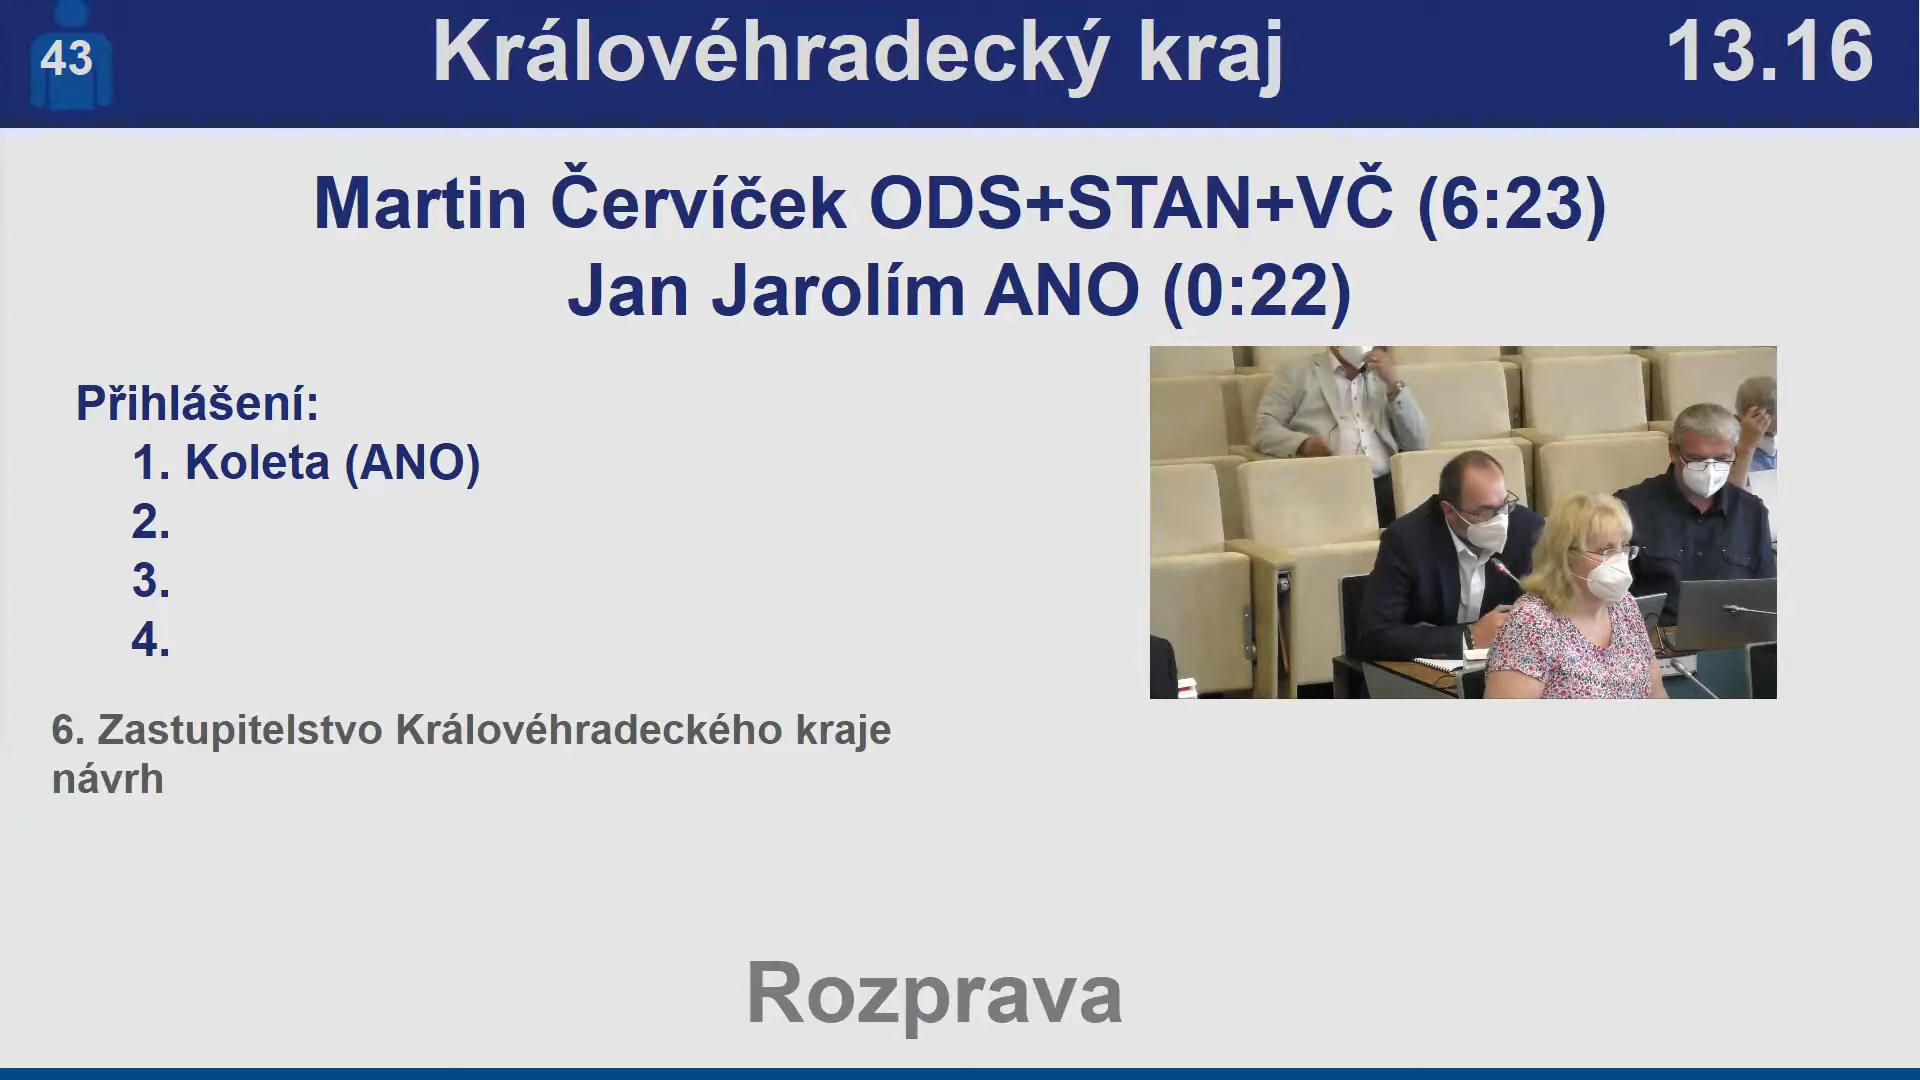 43
Královéhradecký kraj
13.16
Martin Červíček ODS+STAN+VČ (6:23)
Jan Jarolím ANO (0:22)
Přihlášení:
1. Koleta (ANO)
2.
3.
4.
6. Zastupitelstvo Královéhradeckého kraje
návrh
Rozprava